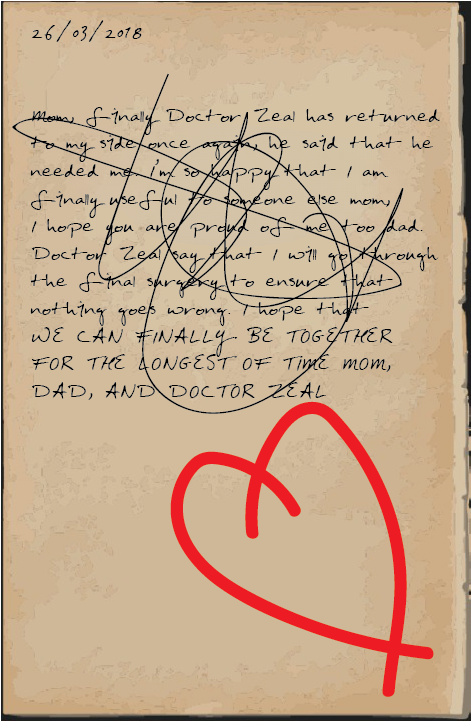 26/03/2018
Mom, finally Doctor Zeal has returned
to my side once again, he said that he
needed me. i'm so happy that I am
finally useful to someone else mom,
I hope you are proud of me too dad.
Doctor Zeal say that I will go through
the final surgery to ensure that
nothing goes wrong. I hope that
WE CAN FINALLY BE TOGETHER
FOR THE LONGEST OF TIME MOM,
DAD, AND DOCTOR ZEAL